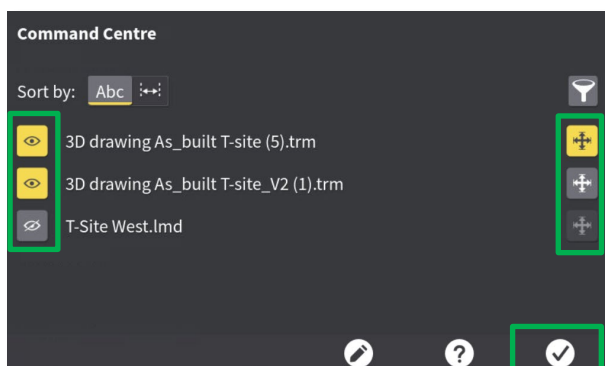 Command Centre
Sort by: Abc
3D drawing As_built T-site (5).trm
3D drawing As_built T-site_V2 (1).trm
T-Site West.lmd
?